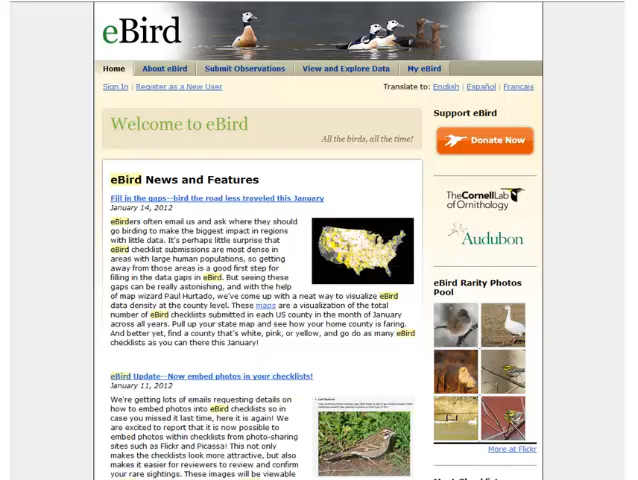 eBird
Home About eBird Submit Observations View and Explore Data My eBird
Sign In | Register as a New User
Translate to: English | Español | Francais
Welcome to eBird
All the birds, all the time!
eBird News and Features
Fill in the gaps--bird the road less traveled this January
January 14, 2012
eBirders often email us and ask where they should
go birding to make the biggest impact in regions
with little data. It's perhaps little surprise that
eBird checklist submissions are most dense in
areas with large human populations, so getting
away from those areas is a good first step for
filling in the data gaps in eBird. But seeing these
gaps can be really astonishing, and with the help
of map wizard Paul Hurtado, we've come up with a neat way to visualize eBird
data density at the county level. These maps are a visualization of the total
number of eBird checklists submitted in each US county in the month of January
across all years. Pull up your state map and see how your home county is faring.
And better yet, find a county that's white, pink, or yellow, and go do as many eBird
checklists as you can there this January!
eBird Update--Now embed photos in your checklists!
January 11, 2012
We're getting lots of emails requesting details on
how to embed photos into eBird checklists so in
case you missed it last time, here it is again! We
are excited to report that it is now possible to
embed photos within checklists from photo-sharing
sites such as Flickr and Picassa! This not only
makes the checklists look more attractive, but also
makes it easier for reviewers to review and confirm
your rare sightings. These images will be viewable
Support eBird
Donate Now
The Cornell Lab
of Ornithology
Audubon
eBird Rarity Photos
Pool
More at Flickr